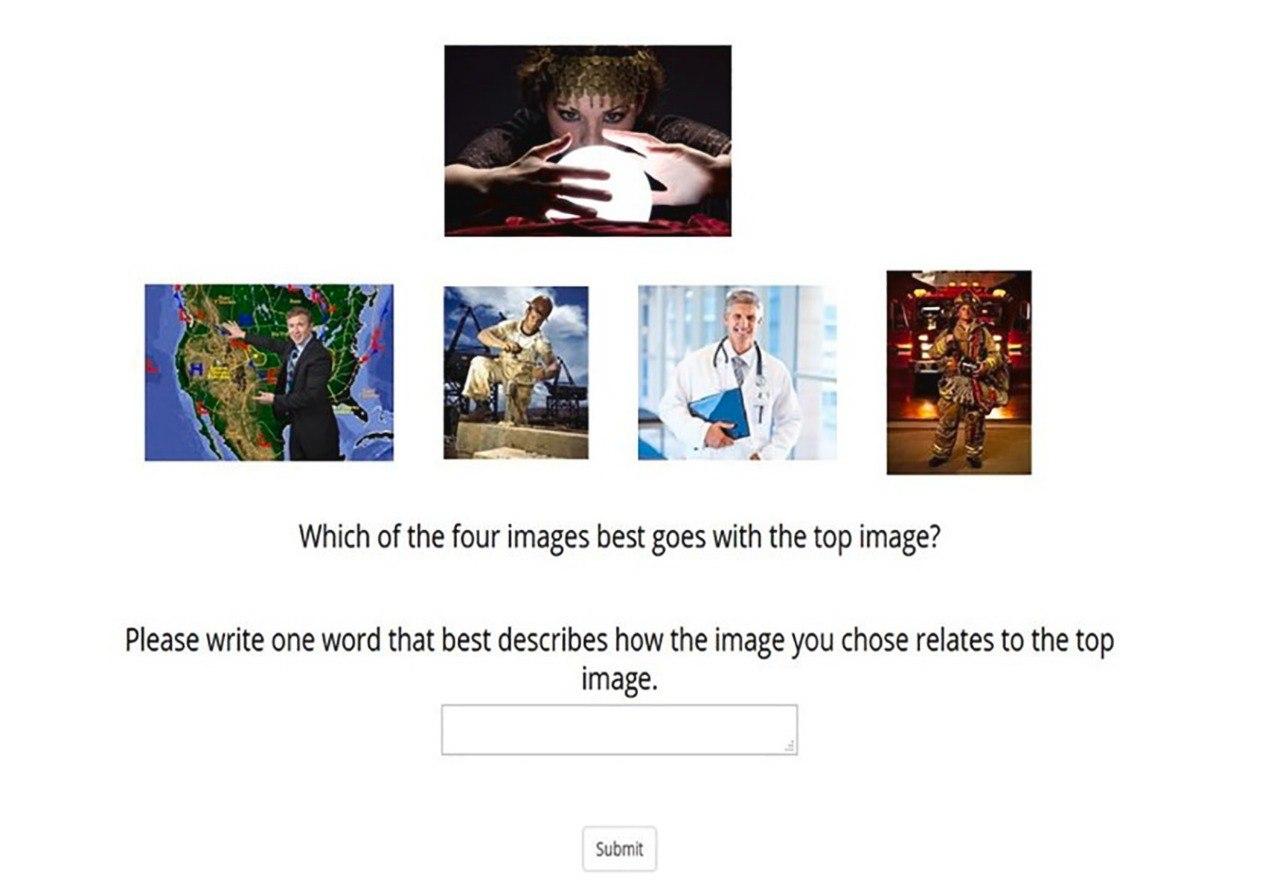 H
Which of the four images best goes with the top image?
Please write one word that best describes how the image you chose relates to the top
image.
Submit